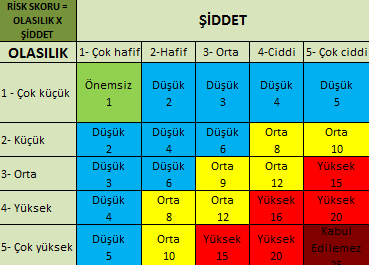 RİSK SKORU =
OLASILIK X
ŞİDDET
ŞİDDET
OLASILIK 1- Çok hafif 2-Hafif 3- Orta 4-Ciddi 5- Çok ciddi
1 - Çok küçük Önemsiz 1 Düşük 2 Düşük 3 Düşük 4 Düşük 5
2- Küçük Düşük 2 Düşük 4 Düşük 6 Orta 8 Orta 10
3- Orta Düşük 3 Düşük 6 Orta 9 Orta 12 Yüksek 15
4- Yüksek Düşük 4 Orta 8 Orta 12 Yüksek 16 Yüksek 20
5- Çok yüksek Düşük 5 Orta 10 Yüksek 15 Yüksek 20 Kabul Edilemez 25